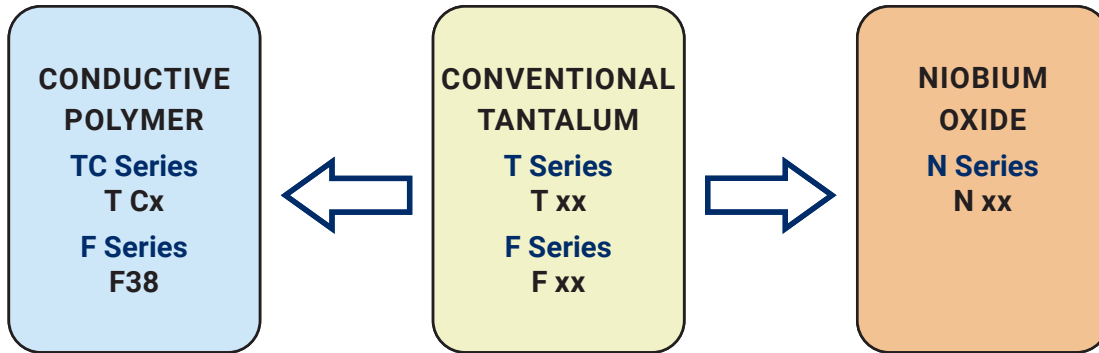 CONDUCTIVE
POLYMER
TC Series
T Cx
F Series
F38
CONVENTIONAL
TANTALUM
T Series
T xx
F Series
F xx
NIOBIUM
OXIDE
N Series
N xx